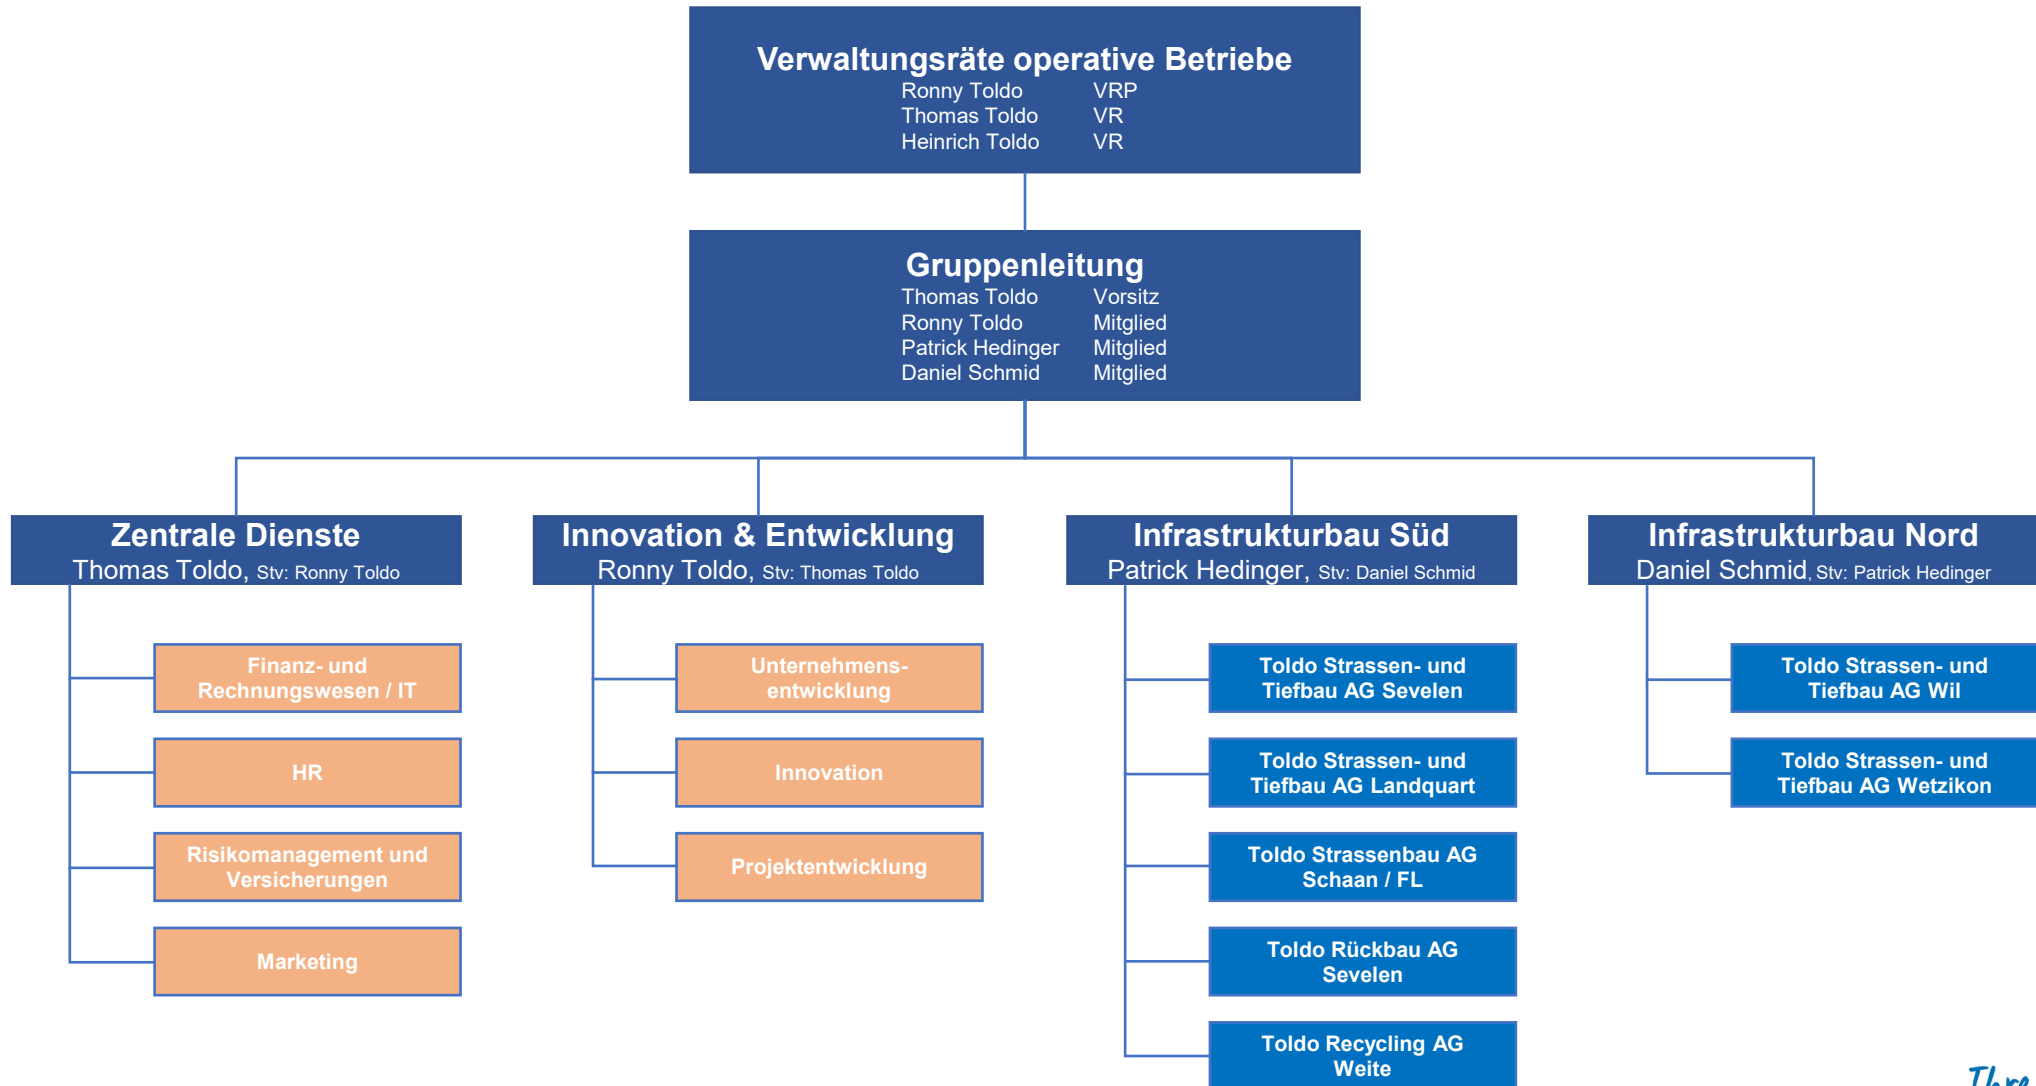 Verwaltungsräte operative Betriebe
Ronny Toldo VRP
Thomas Toldo VR
Heinrich Toldo VR
Gruppenleitung
Thomas Toldo Vorsitz
Ronny Toldo Mitglied
Patrick Hedinger Mitglied
Daniel Schmid Mitglied
Zentrale Dienste
Thomas Toldo, Stv: Ronny Toldo
Finanz- und
Rechnungswesen / IT
HR
Risikomanagement und
Versicherungen
Marketing
Innovation & Entwicklung
Ronny Toldo, Stv: Thomas Toldo
Unternehmens-
entwicklung
Innovation
Projektentwicklung
Infrastrukturbau Süd
Patrick Hedinger, Stv: Daniel Schmid
Toldo Strassen- und
Tiefbau AG Sevelen
Toldo Strassen- und
Tiefbau AG Landquart
Toldo Strassenbau AG
Schaan / FL
Toldo Rückbau AG
Sevelen
Toldo Recycling AG
Weite
Infrastrukturbau Nord
Daniel Schmid, Stv: Patrick Hedinger
Toldo Strassen- und
Tiefbau AG Wil
Toldo Strassen- und
Tiefbau AG Wetzikon